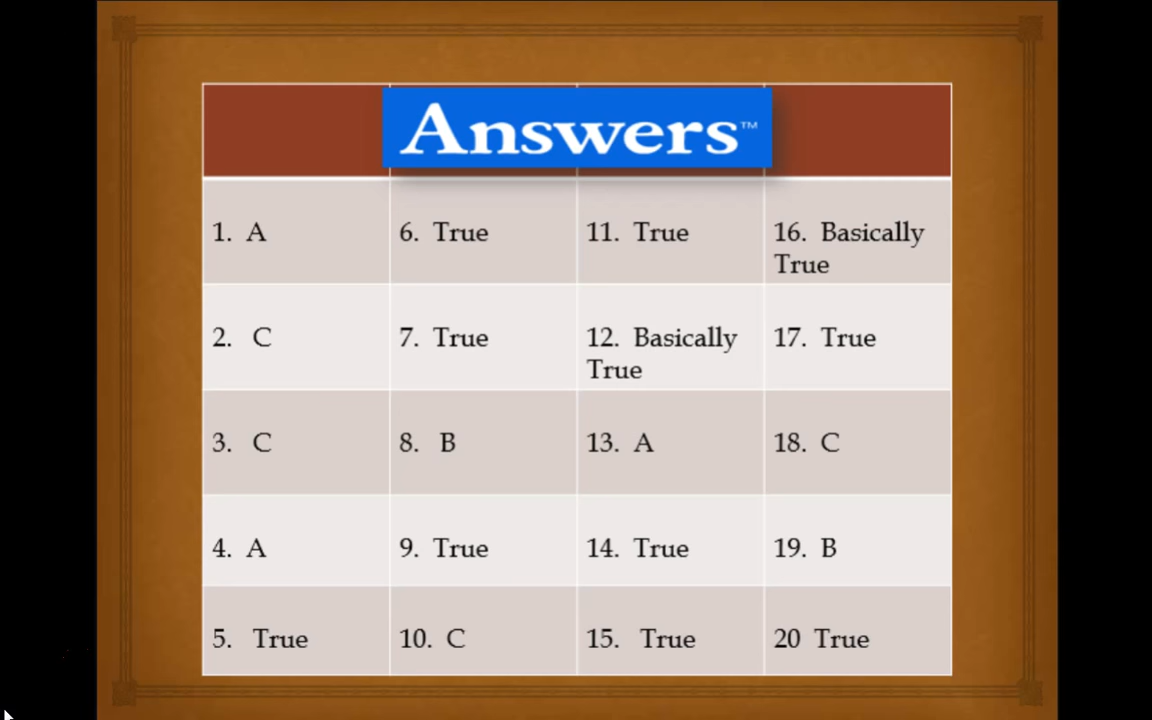 Answers™
1. A
6. True
11. True
16. Basically
True
2. C
7. True
12. Basically
True
17. True
3. C
8. B
13. A
18. C
4. A
9. True
14. True
19. B
5. True
10. C
15. True
20 True